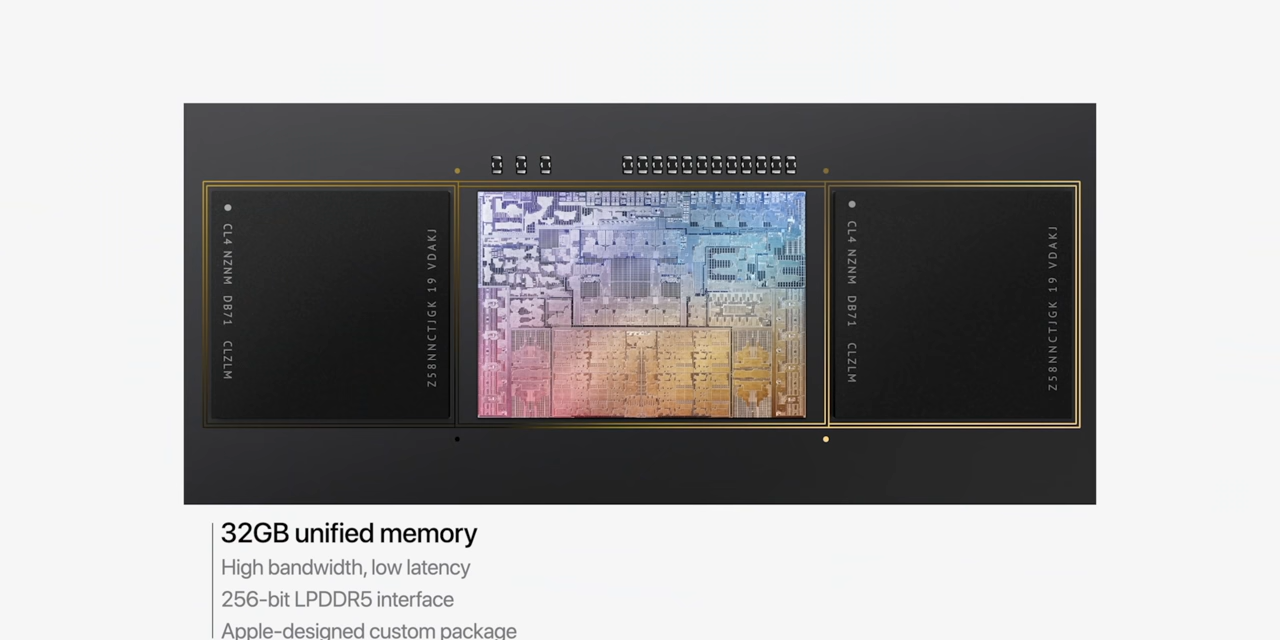 CL4 NZNM DB71 CLZLM
Z58NNCTJGK 19 VDAKJ
CL4 NZNM DB71 CLZLM
Z58NNCTJGK 19 VDAKJ
32GB unified memory
High bandwidth, low latency
256-bit LPDDR5 interface
Apple-designed custom package